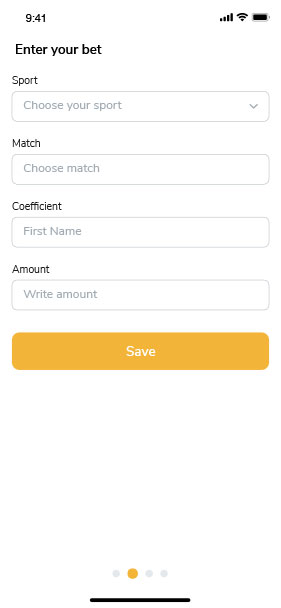 9:41
Enter your bet
Sport
Choose your sport
Match
Choose match
Coefficient
First Name
Amount
Write amount
Save